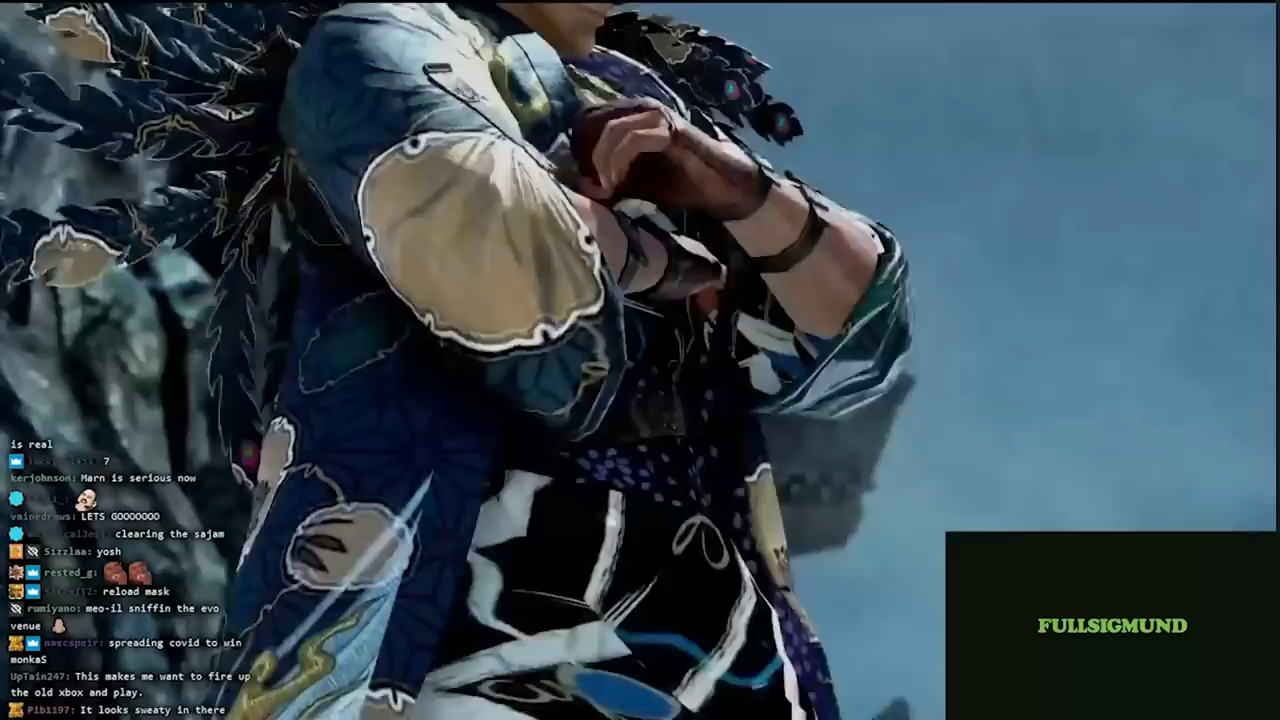 is real
7
kerjohnson: Marn is serious now
LETS GOOOOOOO
clearing the sajam
Sizzlaa: yosh
rested_g:
reload mask
rumiyano: meo-il sniffin the evo
venue
nascspeir: spreading covid to win
monkaS
UpTain247: This makes me want to fire up
the old xbox and play.
Pib1197: It looks sweaty in there
FULLSIGMUND